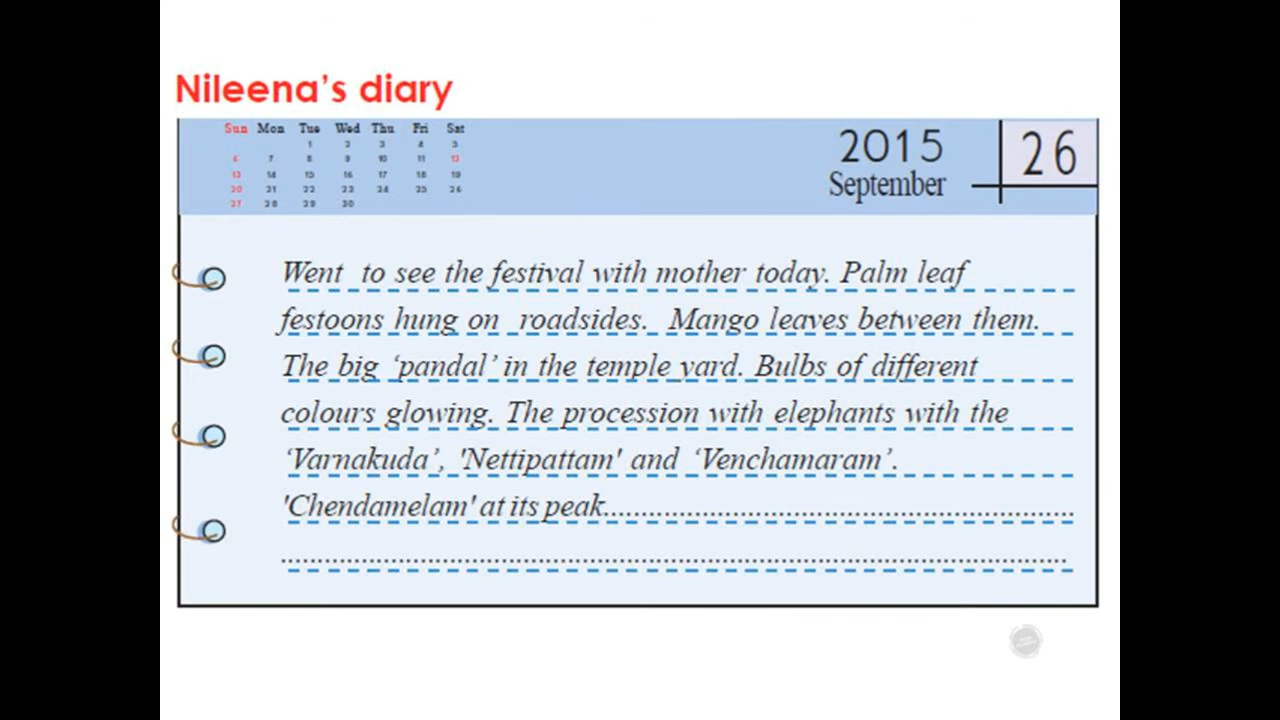 Nileena's diary
Sun Mon Tue Wed Thu Fri Sat
1 2 3 4 5
6 7 8 9 10 11 12
13 14 15 16 17 18 19
20 21 22 23 24 25 26
27 28 29 30
2015
September
26
Went to see the festival with mother today. Palm leaf
festoons hung on roadsides. Mango leaves between them.
The big ‘pandal’ in the temple yard. Bulbs of different
colours glowing. The procession with elephants with the
‘Varnakuda’, 'Nettipattam' and ‘Venchamaram’.
'Chendamelam' at its peak..............................................................
..........................................................................................................